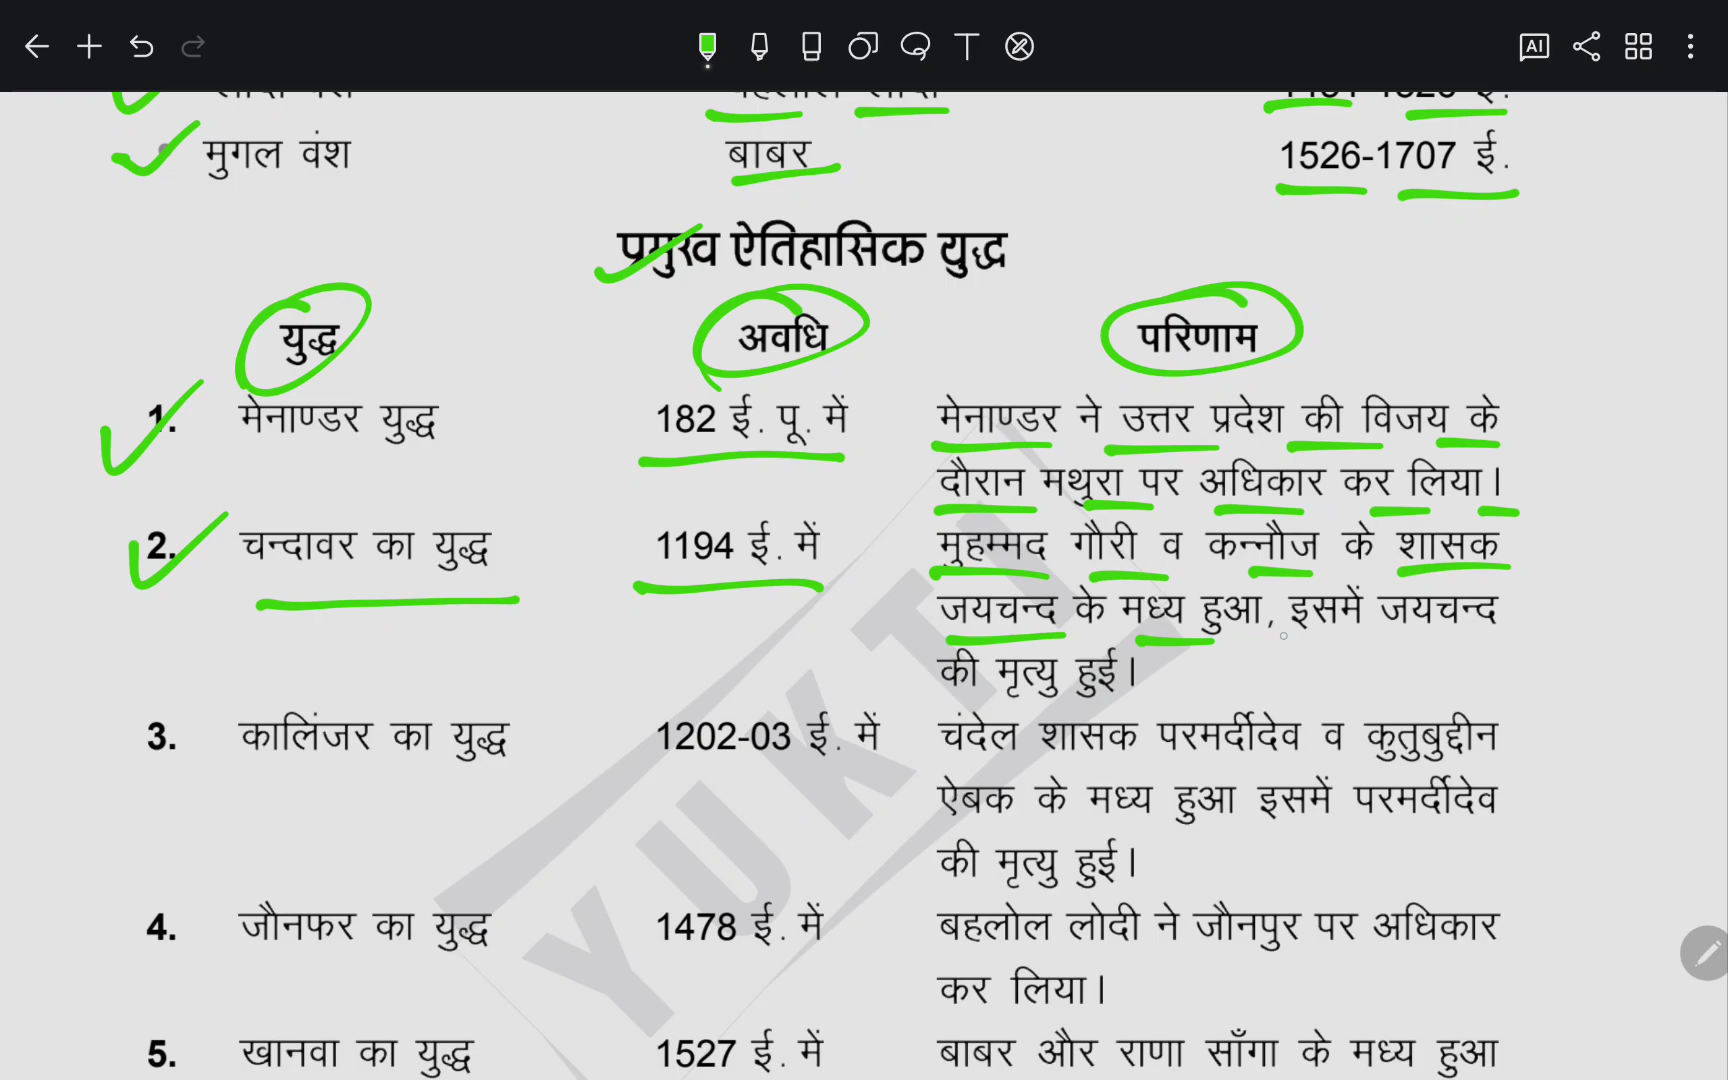 मुगल वंश बाबर 1526-1707 ई.
प्रमुख ऐतिहासिक युद्ध
युद्ध अवधि परिणाम
1. मेनाण्डर युद्ध 182 ई. पू. में मेनाण्डर ने उत्तर प्रदेश की विजय के
दौरान मथुरा पर अधिकार कर लिया।
2. चन्दावर का युद्ध 1194 ई. में मुहम्मद गौरी व कन्नौज के शासक
जयचन्द के मध्य हुआ, इसमें जयचन्द
की मृत्यु हुई।
3. कालिंजर का युद्ध 1202-03 ई. में चंदेल शासक परमर्दीदेव व कुतुबुद्दीन
ऐबक के मध्य हुआ इसमें परमर्दीदेव
की मृत्यु हुई।
4. जौनफर का युद्ध 1478 ई. में बहलोल लोदी ने जौनपुर पर अधिकार
कर लिया।
5. खानवा का युद्ध 1527 ई. में बाबर और राणा साँगा के मध्य हुआ
YUKTI
T
AI